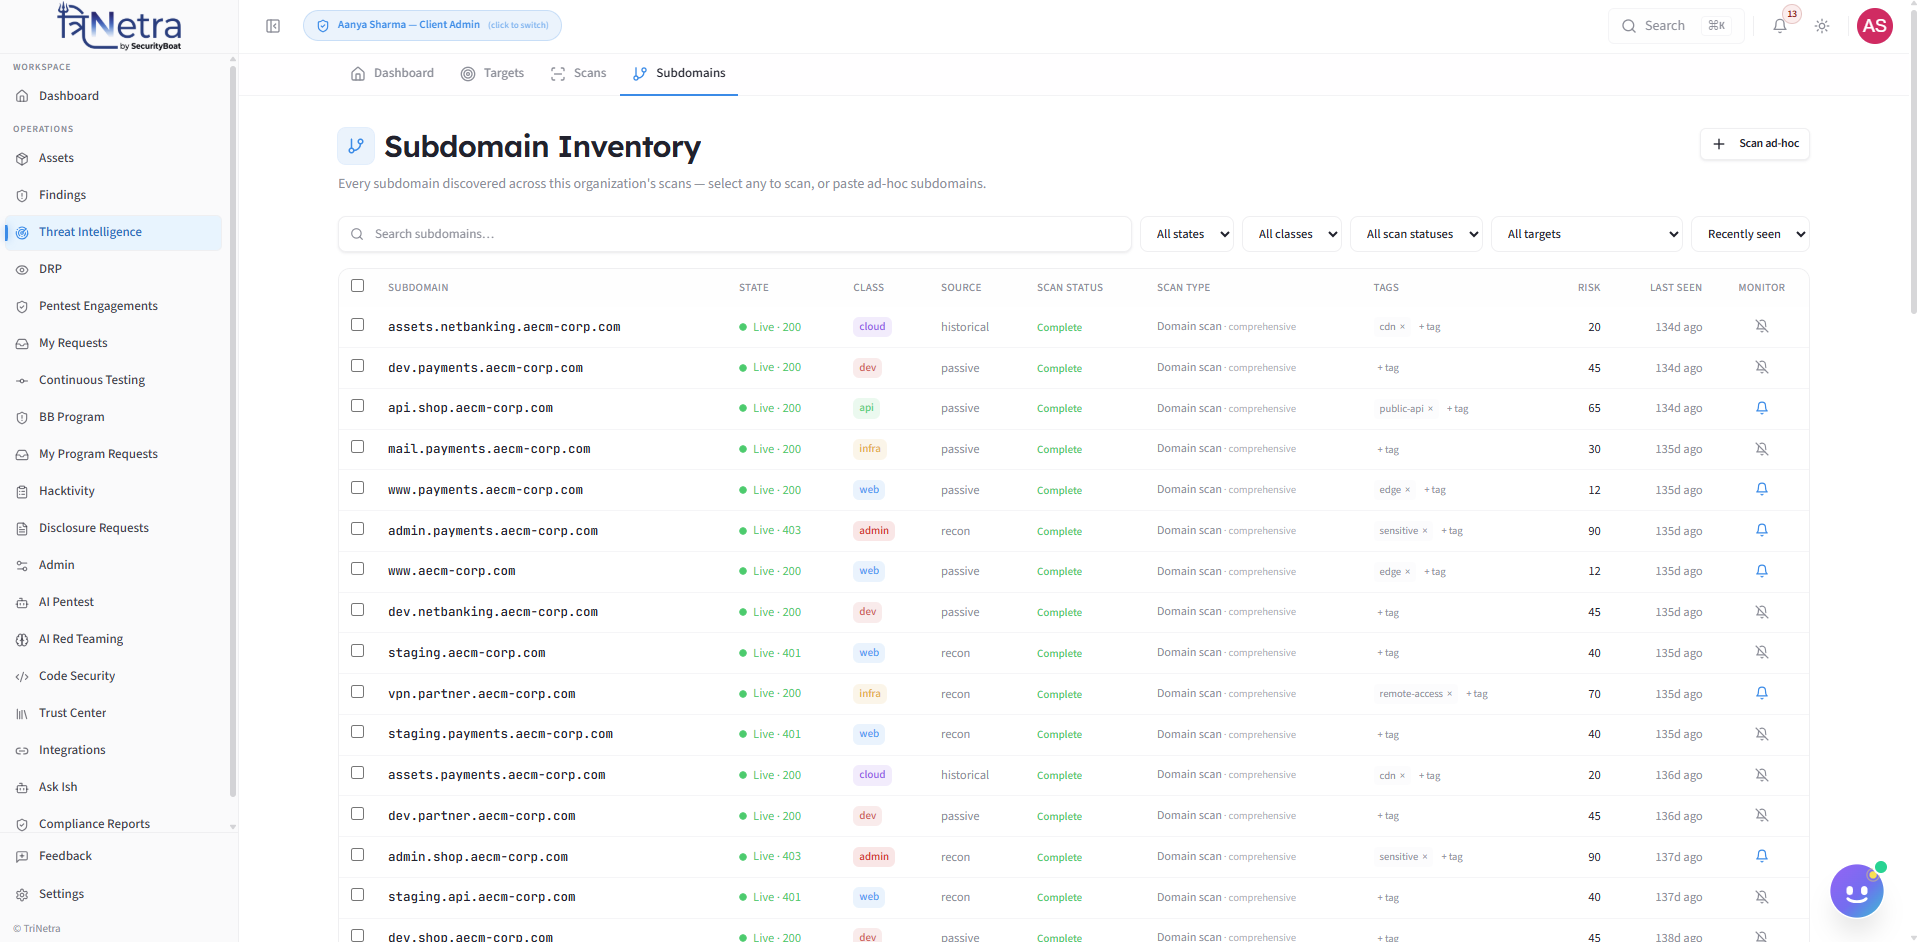 त्रिNetra
by SecurityBoat
WORKSPACE
Dashboard
OPERATIONS
Assets
Findings
Threat Intelligence
DRP
Pentest Engagements
My Requests
Continuous Testing
BB Program
My Program Requests
Hacktivity
Disclosure Requests
Admin
AI Pentest
AI Red Teaming
Code Security
Trust Center
Integrations
Ask Ish
Compliance Reports
Feedback
Settings
© TriNetra
Aanya Sharma — Client Admin (click to switch)
Search ⌘K
13
AS
Dashboard Targets Scans Subdomains
Subdomain Inventory
+ Scan ad-hoc
Every subdomain discovered across this organization's scans — select any to scan, or paste ad-hoc subdomains.
Search subdomains… All states All classes All scan statuses All targets Recently seen
SUBDOMAIN STATE CLASS SOURCE SCAN STATUS SCAN TYPE TAGS RISK LAST SEEN MONITOR
assets.netbanking.aecm-corp.com Live · 200 cloud historical Complete Domain scan · comprehensive cdn × + tag 20 134d ago
dev.payments.aecm-corp.com Live · 200 dev passive Complete Domain scan · comprehensive + tag 45 134d ago
api.shop.aecm-corp.com Live · 200 api passive Complete Domain scan · comprehensive public-api × + tag 65 134d ago
mail.payments.aecm-corp.com Live · 200 infra passive Complete Domain scan · comprehensive + tag 30 135d ago
www.payments.aecm-corp.com Live · 200 web passive Complete Domain scan · comprehensive edge × + tag 12 135d ago
admin.payments.aecm-corp.com Live · 403 admin recon Complete Domain scan · comprehensive sensitive × + tag 90 135d ago
www.aecm-corp.com Live · 200 web passive Complete Domain scan · comprehensive edge × + tag 12 135d ago
dev.netbanking.aecm-corp.com Live · 200 dev passive Complete Domain scan · comprehensive + tag 45 135d ago
staging.aecm-corp.com Live · 401 web recon Complete Domain scan · comprehensive + tag 40 135d ago
vpn.partner.aecm-corp.com Live · 200 infra recon Complete Domain scan · comprehensive remote-access × + tag 70 135d ago
staging.payments.aecm-corp.com Live · 401 web recon Complete Domain scan · comprehensive + tag 40 135d ago
assets.payments.aecm-corp.com Live · 200 cloud historical Complete Domain scan · comprehensive cdn × + tag 20 136d ago
dev.partner.aecm-corp.com Live · 200 dev passive Complete Domain scan · comprehensive + tag 45 136d ago
admin.shop.aecm-corp.com Live · 403 admin recon Complete Domain scan · comprehensive sensitive × + tag 90 137d ago
staging.api.aecm-corp.com Live · 401 web recon Complete Domain scan · comprehensive + tag 40 137d ago
dev.shop.aecm-corp.com Live · 200 dev passive Complete Domain scan · comprehensive + tag 45 138d ago